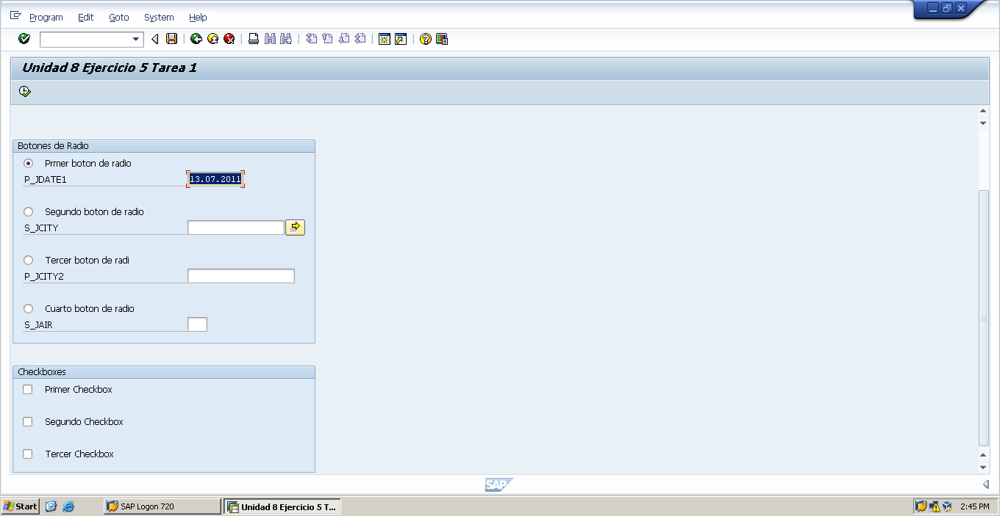 Program Edit Goto System Help
Unidad 8 Ejercicio 5 Tarea 1
Botones de Radio
Prmer boton de radio
P_JDATE1 13.07.2011
Segundo boton de radio
S_JCITY
Tercer boton de radi
P_JCITY2
Cuarto boton de radio
S_JAIR
Checkboxes
Primer Checkbox
Segundo Checkbox
Tercer Checkbox
SAP
Start SAP Logon 720 Unidad 8 Ejercicio 5 T... 2:45 PM